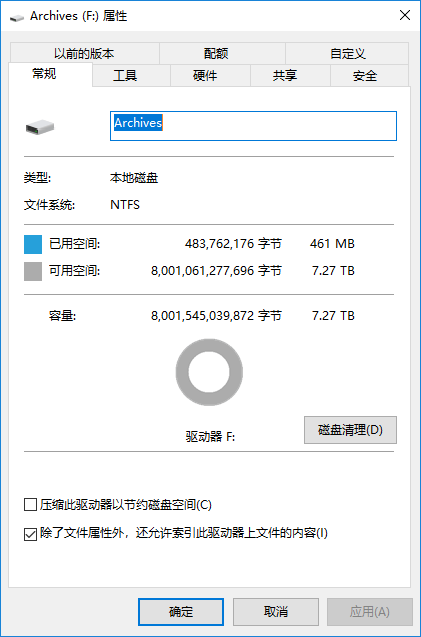 Archives (F:) 属性
以前的版本 配额 自定义
常规 工具 硬件 共享 安全
Archives
类型: 本地磁盘
文件系统: NTFS
已用空间: 483,762,176 字节 461 MB
可用空间: 8,001,061,277,696 字节 7.27 TB
容量: 8,001,545,039,872 字节 7.27 TB
驱动器 F:
磁盘清理(D)
压缩此驱动器以节约磁盘空间(C)
除了文件属性外，还允许索引此驱动器上文件的内容(I)
确定 取消 应用(A)